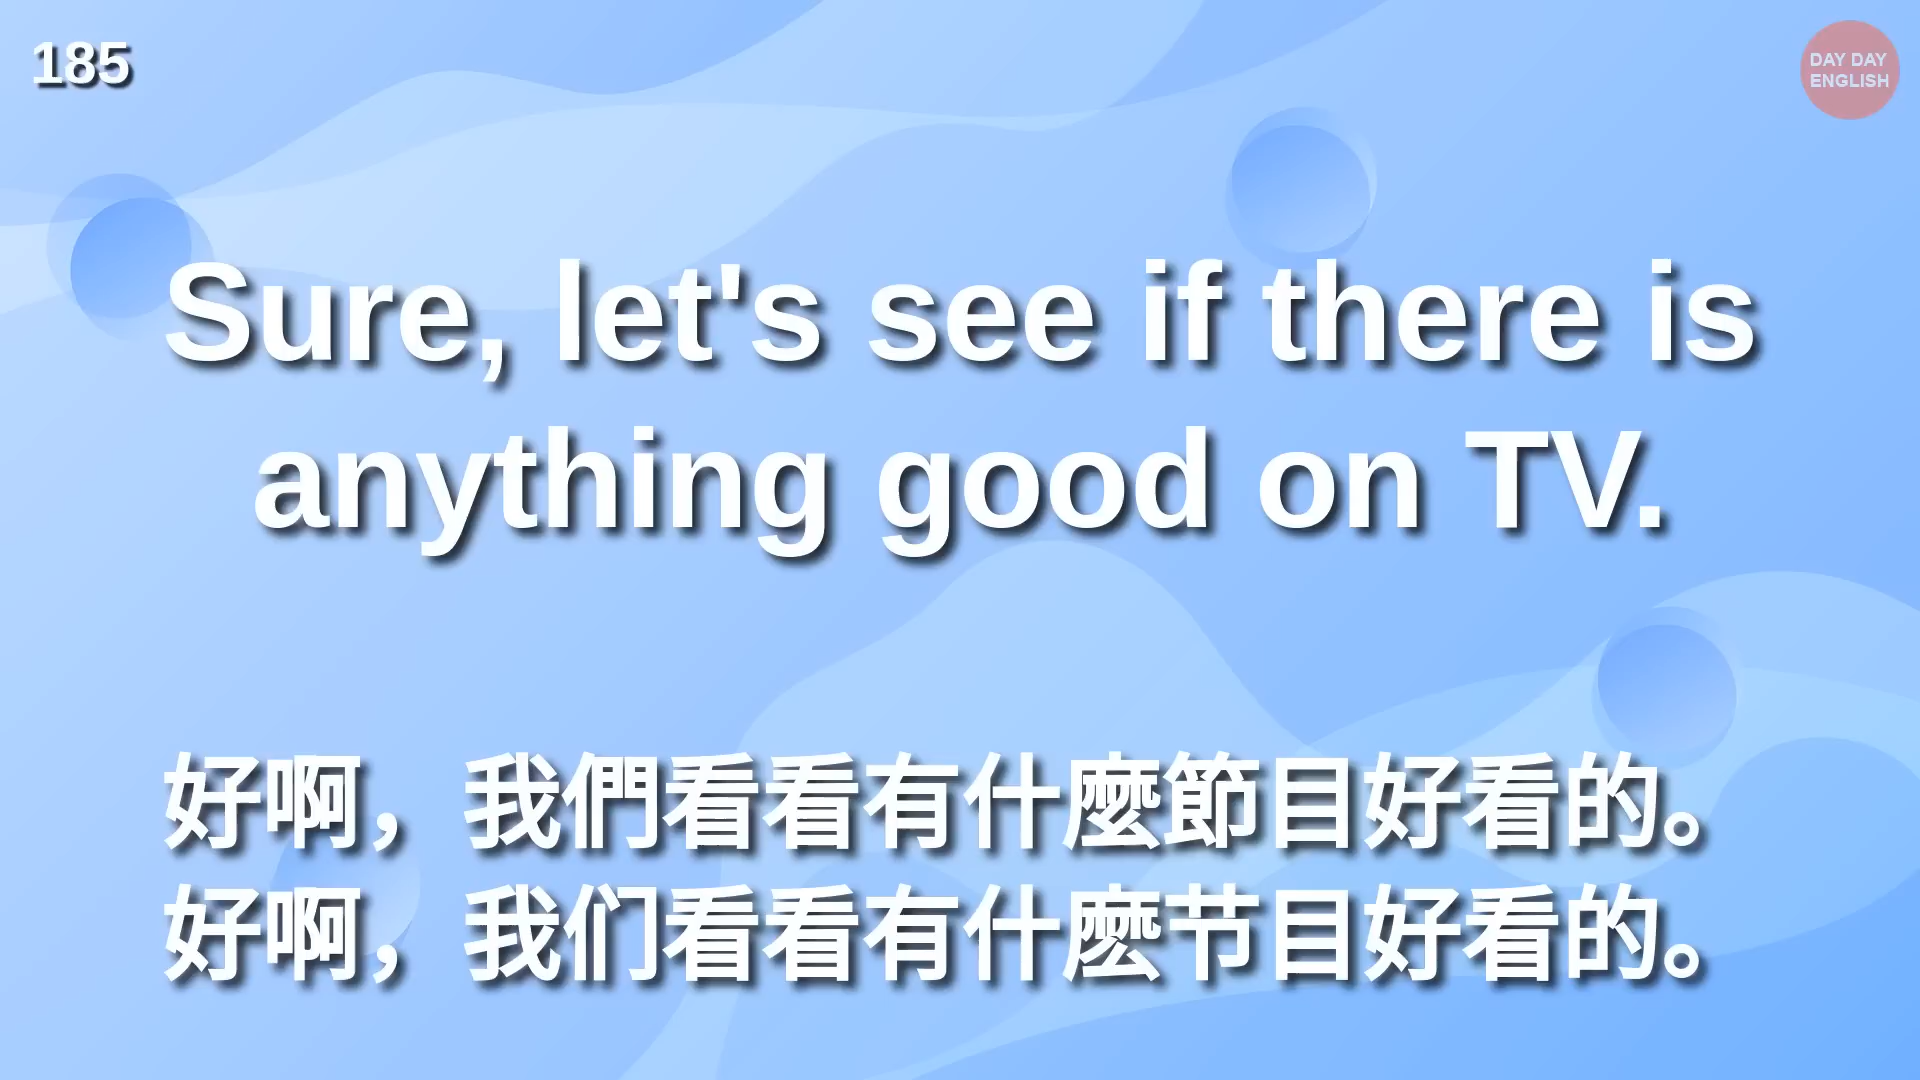 185
DAY DAY
ENGLISH
Sure, let's see if there is
anything good on TV.
好啊，我們看看有什麼節目好看的。
好啊，我们看看有什麽节目好看的。